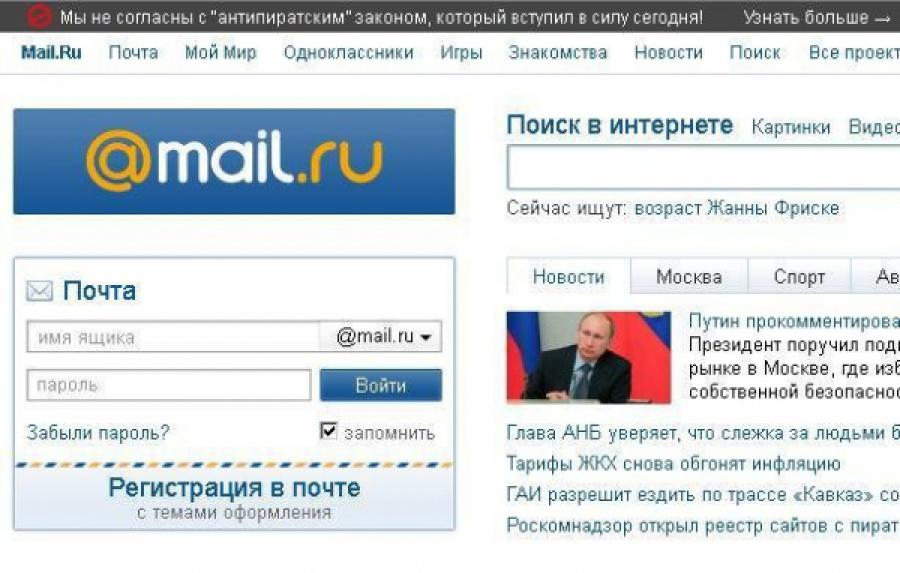 Мы не согласны с "антипиратским" законом, который вступил в силу сегодня! Узнать больше →
Mail.Ru Почта Мой Мир Одноклассники Игры Знакомства Новости Поиск Все проект
@mail.ru
Поиск в интернете Картинки Видео
Сейчас ищут: возраст Жанны Фриске
Почта
имя ящика @mail.ru
пароль Войти
Забыли пароль? запомнить
Регистрация в почте
с темами оформления
Новости Москва Спорт Ав
Путин прокомментирова
Президент поручил подг
рынке в Москве, где изб
собственной безопаснос
Глава АНБ уверяет, что слежка за людьми б
Тарифы ЖКХ снова обгонят инфляцию
ГАИ разрешит ездить по трассе «Кавказ» со
Роскомнадзор открыл реестр сайтов с пират